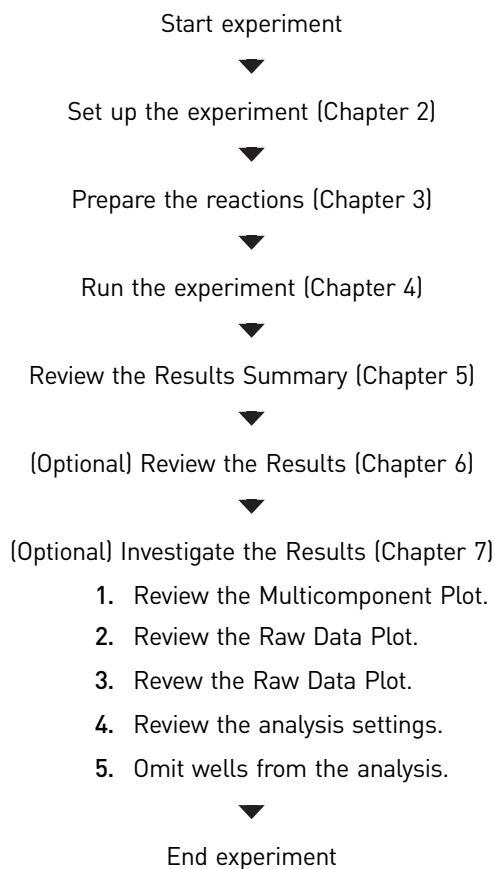 Start experiment
Set up the experiment (Chapter 2)
Prepare the reactions (Chapter 3)
Run the experiment (Chapter 4)
Review the Results Summary (Chapter 5)
(Optional) Review the Results (Chapter 6)
(Optional) Investigate the Results (Chapter 7)
1. Review the Multicomponent Plot.
2. Review the Raw Data Plot.
3. Revew the Raw Data Plot.
4. Review the analysis settings.
5. Omit wells from the analysis.
End experiment